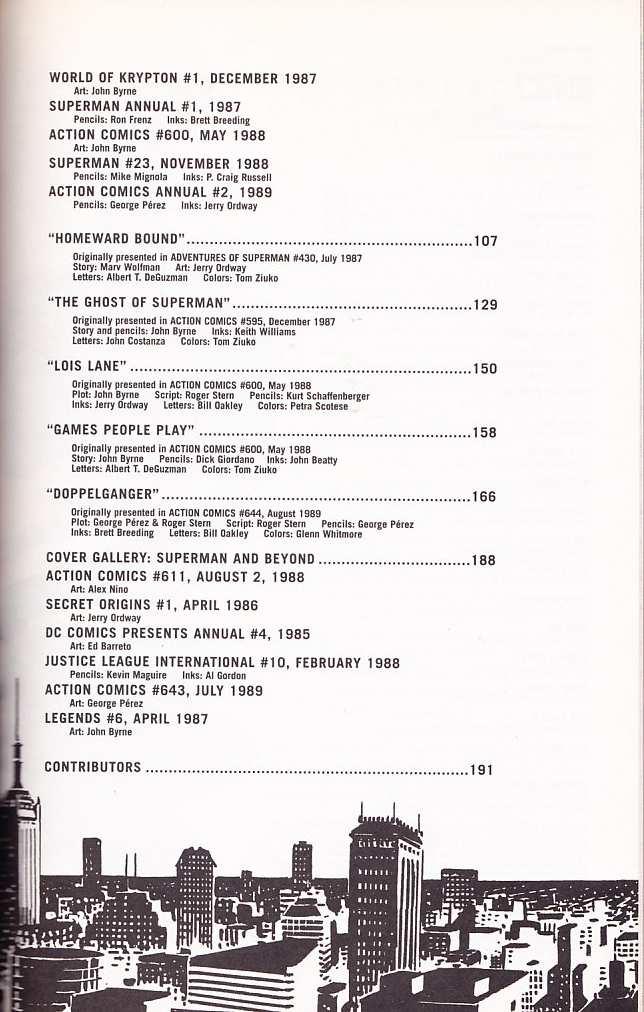 WORLD OF KRYPTON #1, DECEMBER 1987
Art: John Byrne
SUPERMAN ANNUAL #1, 1987
Pencils: Ron Frenz Inks: Brett Breeding
ACTION COMICS #600, MAY 1988
Art: John Byrne
SUPERMAN #23, NOVEMBER 1988
Pencils: Mike Mignola Inks: P. Craig Russell
ACTION COMICS ANNUAL #2, 1989
Pencils: George Pérez Inks: Jerry Ordway
"HOMEWARD BOUND"..............................................................107
Originally presented in ADVENTURES OF SUPERMAN #430, July 1987
Story: Marv Wolfman Art: Jerry Ordway
Letters: Albert T. DeGuzman Colors: Tom Ziuko
"THE GHOST OF SUPERMAN"....................................................129
Originally presented in ACTION COMICS #595, December 1987
Story and pencils: John Byrne Inks: Keith Williams
Letters: John Costanza Colors: Tom Ziuko
"LOIS LANE" .........................................................................150
Originally presented in ACTION COMICS #600, May 1988
Plot: John Byrne Script: Roger Stern Pencils: Kurt Schaffenberger
Inks: Jerry Ordway Letters: Bill Oakley Colors: Petra Scotese
"GAMES PEOPLE PLAY" ..........................................................158
Originally presented in ACTION COMICS #600, May 1988
Story: John Byrne Pencils: Dick Giordano Inks: John Beatty
Letters: Albert T. DeGuzman Colors: Tom Ziuko
"DOPPELGANGER"...................................................................166
Originally presented in ACTION COMICS #644, August 1989
Plot: George Pérez & Roger Stern Script: Roger Stern Pencils: George Pérez
Inks: Brett Breeding Letters: Bill Oakley Colors: Glenn Whitmore
COVER GALLERY: SUPERMAN AND BEYOND .................................188
ACTION COMICS #611, AUGUST 2, 1988
Art: Alex Nino
SECRET ORIGINS #1, APRIL 1986
Art: Jerry Ordway
DC COMICS PRESENTS ANNUAL #4, 1985
Art: Ed Barreto
JUSTICE LEAGUE INTERNATIONAL #10, FEBRUARY 1988
Pencils: Kevin Maguire Inks: Al Gordon
ACTION COMICS #643, JULY 1989
Art: George Pérez
LEGENDS #6, APRIL 1987
Art: John Byrne
CONTRIBUTORS .....................................................................191